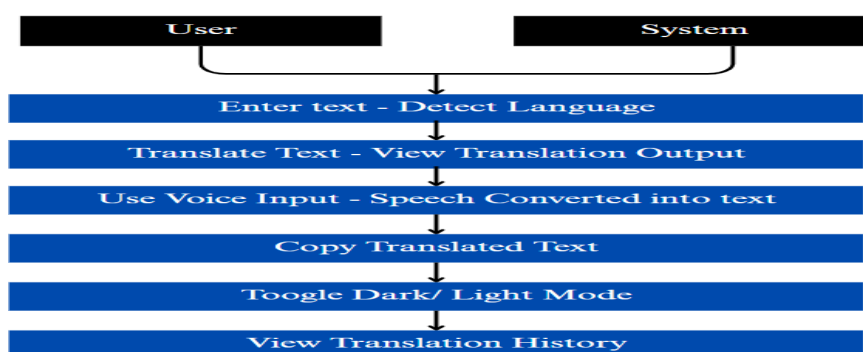 User
System
Enter text - Detect Language
Translate Text - View Translation Output
Use Voice Input - Speech Converted into text
Copy Translated Text
Toogle Dark/ Light Mode
View Translation History